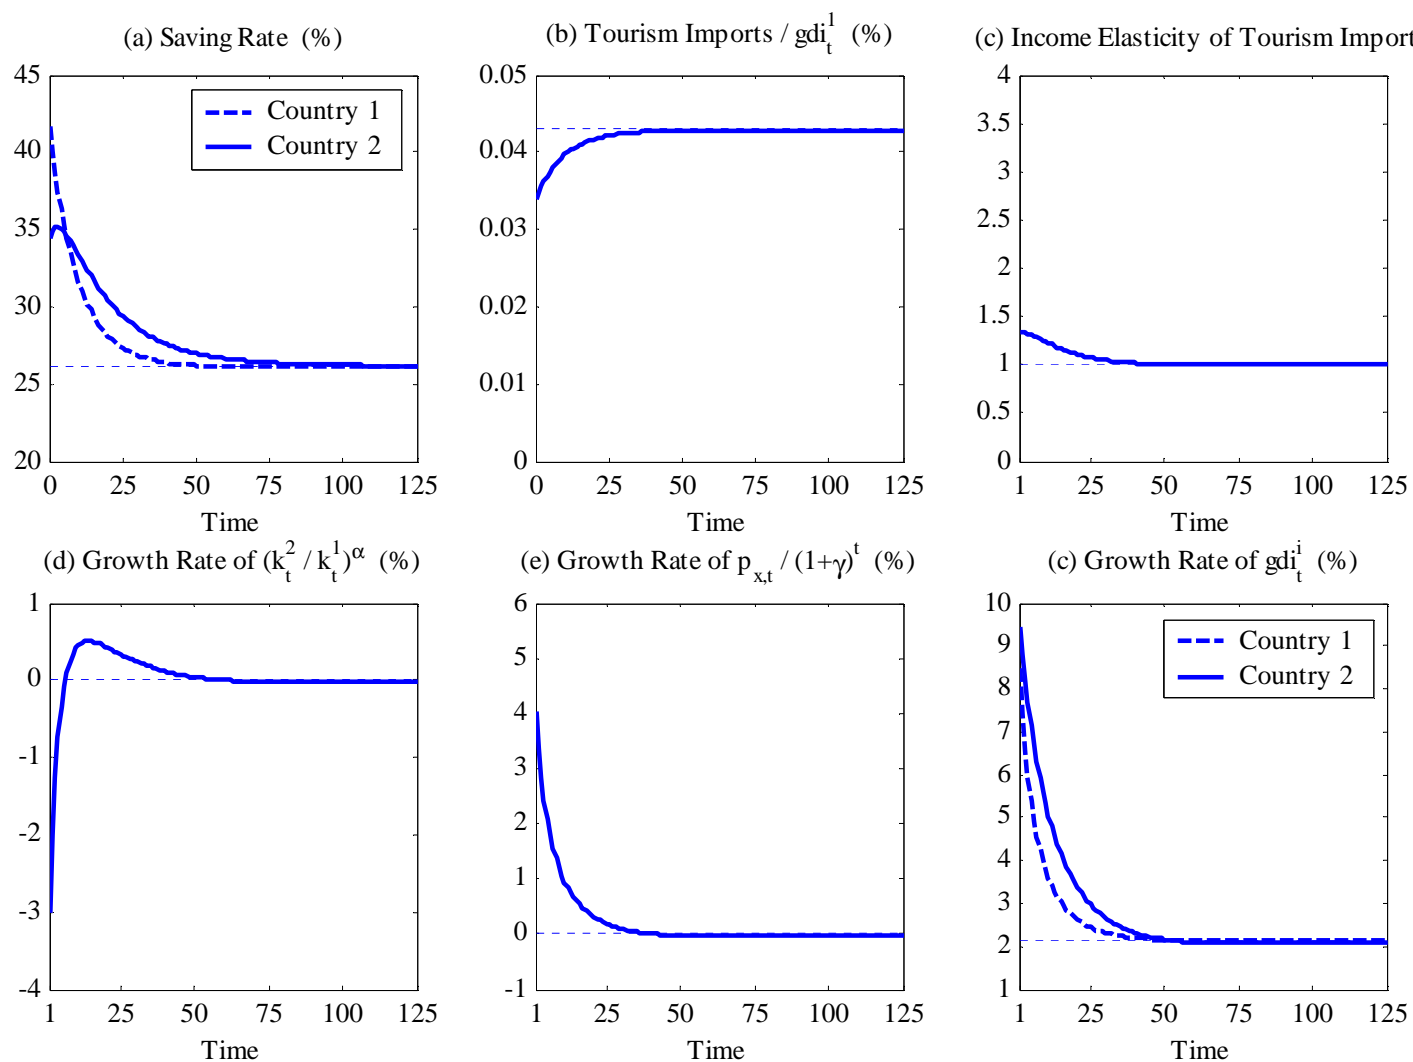 (a) Saving Rate (%)
45
40
35
30
25
20
0 25 50 75 100 125
Time
Country 1
Country 2
(b) Tourism Imports / gdi_t^1 (%)
0.05
0.04
0.03
0.02
0.01
0
0 25 50 75 100 125
Time
(c) Income Elasticity of Tourism Import
4
3.5
3
2.5
2
1.5
1
0.5
0
1 25 50 75 100 125
Time
(d) Growth Rate of (k_t^2 / k_t^1)^α (%)
1
0
-1
-2
-3
-4
1 25 50 75 100 125
Time
(e) Growth Rate of p_{x,t} / (1+γ)^t (%)
6
5
4
3
2
1
0
-1
1 25 50 75 100 125
Time
(c) Growth Rate of gdi_t^i (%)
10
9
8
7
6
5
4
3
2
1
1 25 50 75 100 125
Time
Country 1
Country 2